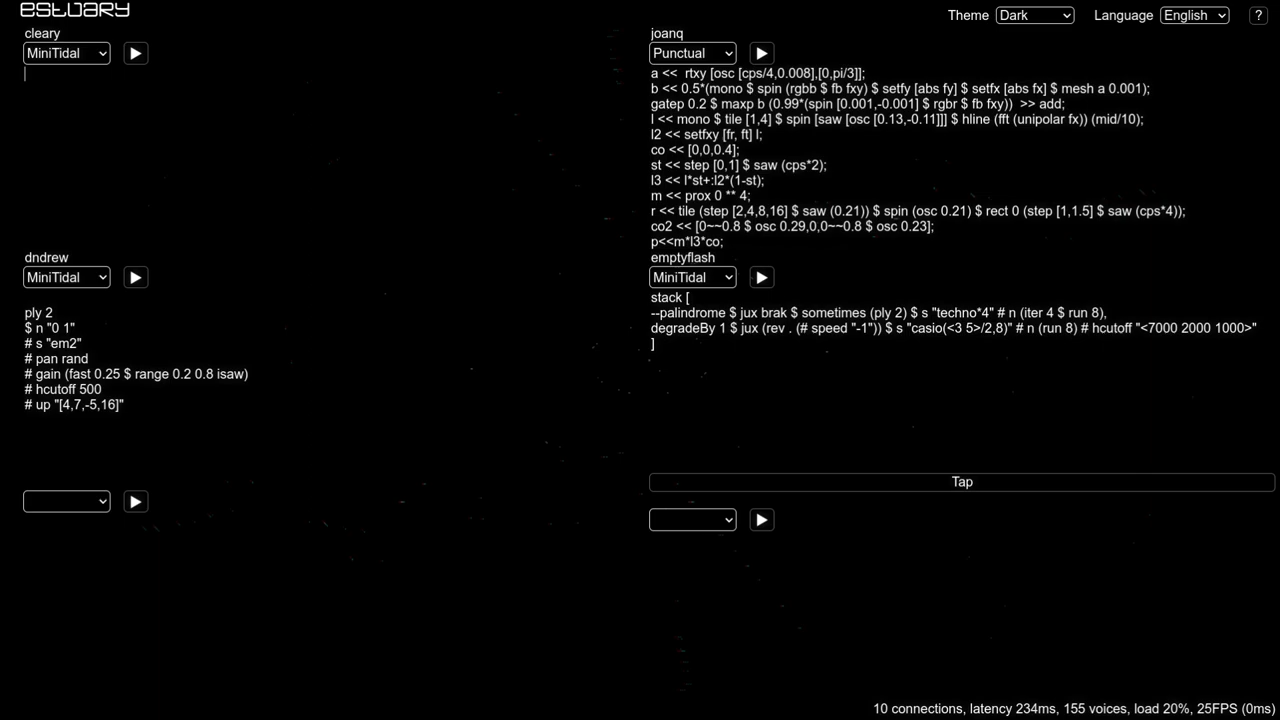 estuary
Theme Dark Language English ?
cleary
MiniTidal
joanq
Punctual
a << rtxy [osc [cps/4,0.008],[0,pi/3]];
b << 0.5*(mono $ spin (rgbb $ fb fxy) $ setfy [abs fy] $ setfx [abs fx] $ mesh a 0.001);
gatep 0.2 $ maxp b (0.99*(spin [0.001,-0.001] $ rgbr $ fb fxy)) >> add;
l << mono $ tile [1,4] $ spin [saw [osc [0.13,-0.11]]] $ hline (fft (unipolar fx)) (mid/10);
l2 << setfxy [fr, ft] l;
co << [0,0,0.4];
st << step [0,1] $ saw (cps*2);
l3 << l*st+:l2*(1-st);
m << prox 0 ** 4;
r << tile (step [2,4,8,16] $ saw (0.21)) $ spin (osc 0.21) $ rect 0 (step [1,1.5] $ saw (cps*4));
co2 << [0~~0.8 $ osc 0.29,0,0~~0.8 $ osc 0.23];
p<<m*l3*co;
dndrew
MiniTidal
ply 2
$ n "0 1"
# s "em2"
# pan rand
# gain (fast 0.25 $ range 0.2 0.8 isaw)
# hcutoff 500
# up "[4,7,-5,16]"
emptyflash
MiniTidal
stack [
--palindrome $ jux brak $ sometimes (ply 2) $ s "techno*4" # n (iter 4 $ run 8),
degradeBy 1 $ jux (rev . (# speed "-1")) $ s "casio(<3 5>/2,8)" # n (run 8) # hcutoff "<7000 2000 1000>"
]
Tap
10 connections, latency 234ms, 155 voices, load 20%, 25FPS (0ms)